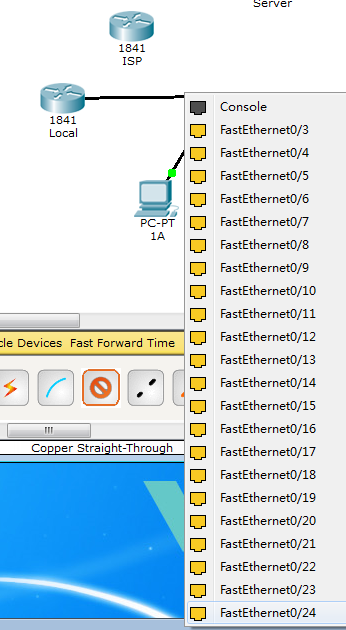 Server
1841
ISP
1841
Local
PC-PT
1A
Console
FastEthernet0/3
FastEthernet0/4
FastEthernet0/5
FastEthernet0/6
FastEthernet0/7
FastEthernet0/8
FastEthernet0/9
FastEthernet0/10
FastEthernet0/11
FastEthernet0/12
FastEthernet0/13
FastEthernet0/14
FastEthernet0/15
FastEthernet0/16
FastEthernet0/17
FastEthernet0/18
FastEthernet0/19
FastEthernet0/20
FastEthernet0/21
FastEthernet0/22
FastEthernet0/23
FastEthernet0/24
cle Devices Fast Forward Time
Copper Straight-Through